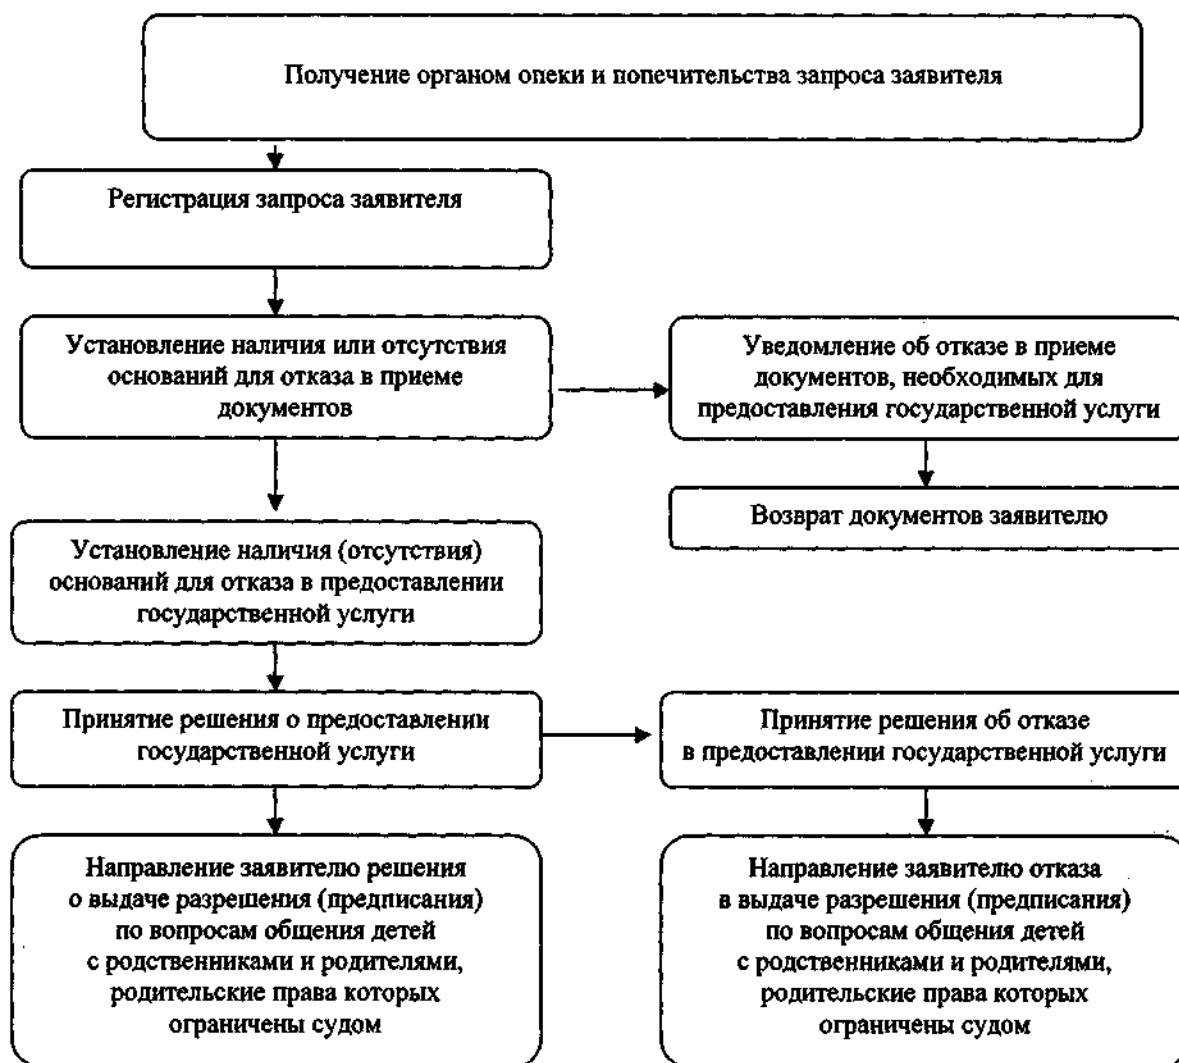 Получение органом опеки и попечительства запроса заявителя
Регистрация запроса заявителя
Установление наличия или отсутствия
оснований для отказа в приеме
документов
Уведомление об отказе в приеме
документов, необходимых для
предоставления государственной услуги
Возврат документов заявителю
Установление наличия (отсутствия)
оснований для отказа в предоставлении
государственной услуги
Принятие решения о предоставлении
государственной услуги
Принятие решения об отказе
в предоставлении государственной услуги
Направление заявителю решения
о выдаче разрешения (предписания)
по вопросам общения детей
с родственниками и родителями,
родительские права которых
ограничены судом
Направление заявителю отказа
в выдаче разрешения (предписания)
по вопросам общения детей
с родственниками и родителями,
родительские права которых
ограничены судом